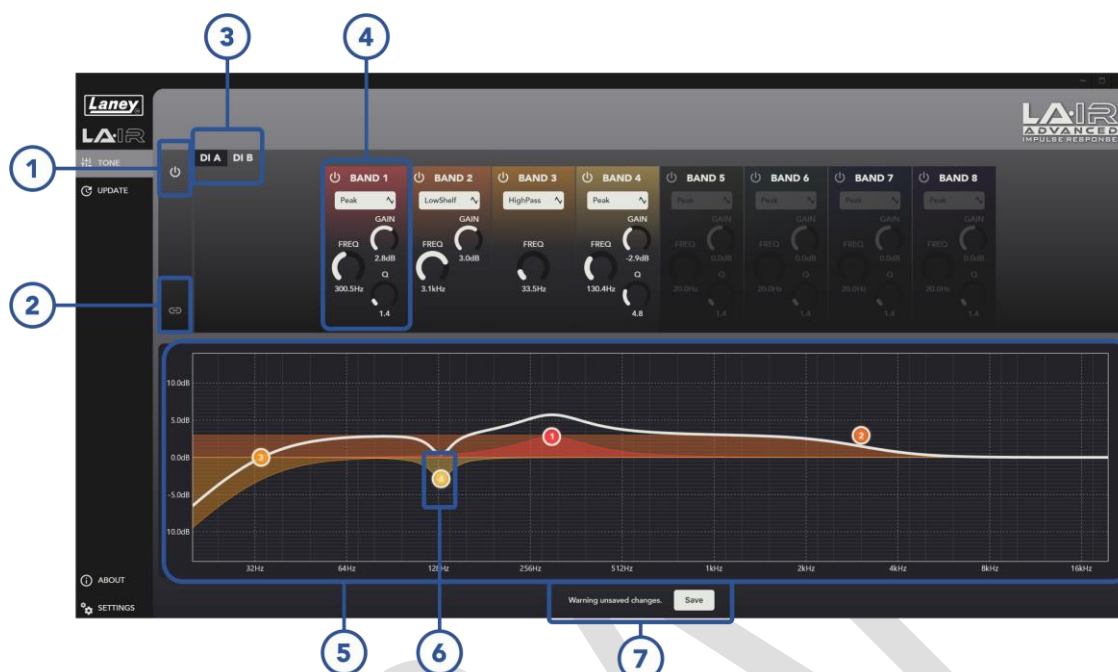 3
4
Laney
LA·IR
LA·IR
ADVANCED
IMPULSE RESPONSE
1
TONE
DI A DI B
UPDATE
BAND 1 BAND 2 BAND 3 BAND 4 BAND 5 BAND 6 BAND 7 BAND 8
Peak LowShelf HighPass Peak Peak Peak Peak Peak
GAIN GAIN GAIN GAIN GAIN GAIN GAIN
FREQ FREQ FREQ FREQ FREQ FREQ FREQ FREQ
2.8dB 3.0dB -2.9dB 0.0dB 0.0dB 0.0dB 0.0dB
Q Q Q Q Q Q
300.5Hz 3.1kHz 33.5Hz 130.4Hz 20.0Hz 20.0Hz 20.0Hz 20.0Hz
2
1.4 4.8 1.4 1.4 1.4 1.4
10.0dB
5.0dB
1 2
0.0dB 3
4
-5.0dB
10.0dB
32Hz 64Hz 128Hz 256Hz 512Hz 1kHz 2kHz 4kHz 8kHz 16kHz
ABOUT
Warning unsaved changes. Save
SETTINGS
5
6
7